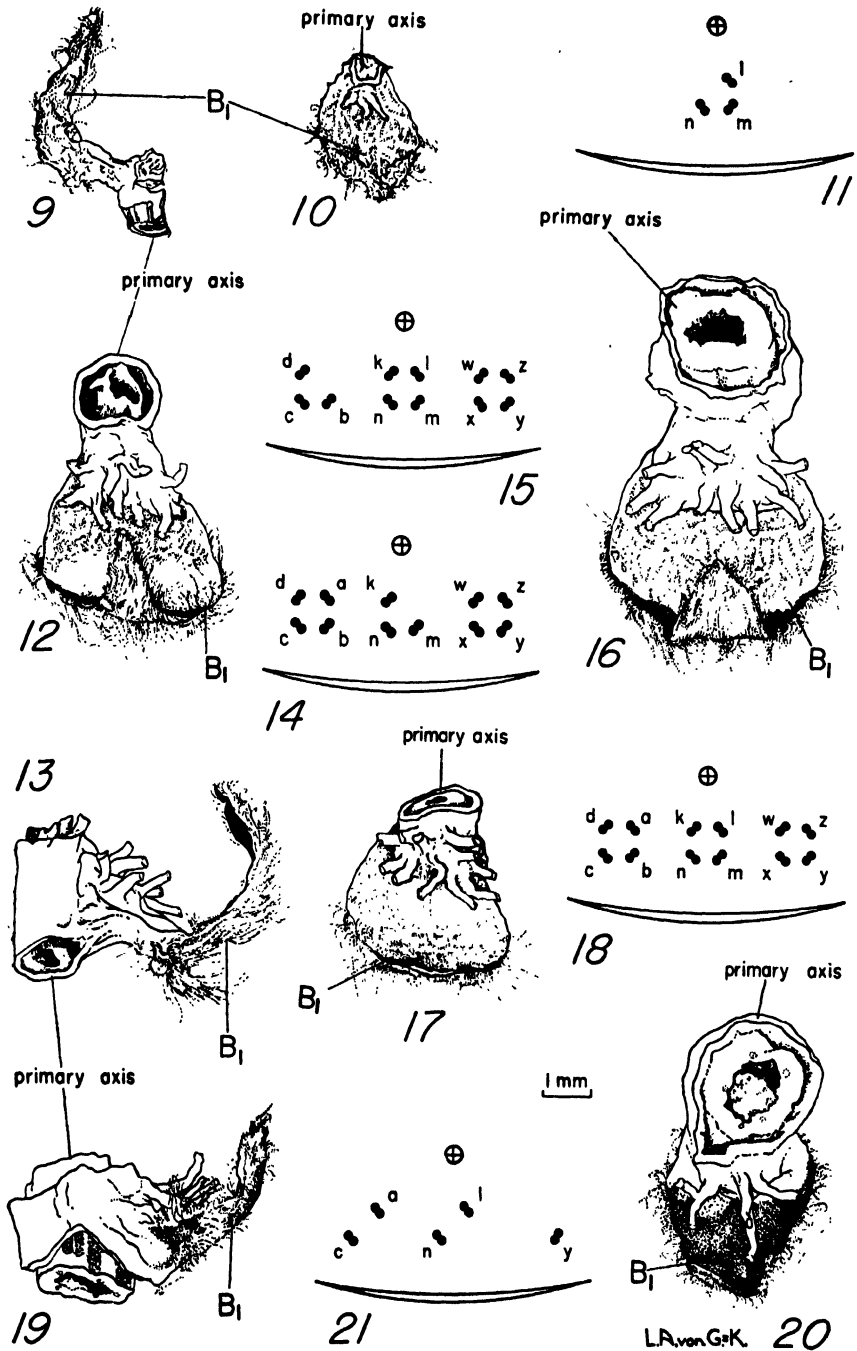 primary axis
B1
9
10
l
n m
11
primary axis
primary axis
d k l w z
c b n m x y
15
12
B1
d a k w z
c b n m x y
14
16
B1
13
primary axis
d a k l w z
c b n m x y
18
B1
17
B1
primary axis
primary axis
1 mm
a l
c n y
B1
B1
19
21
L.A.von G.=K. 20